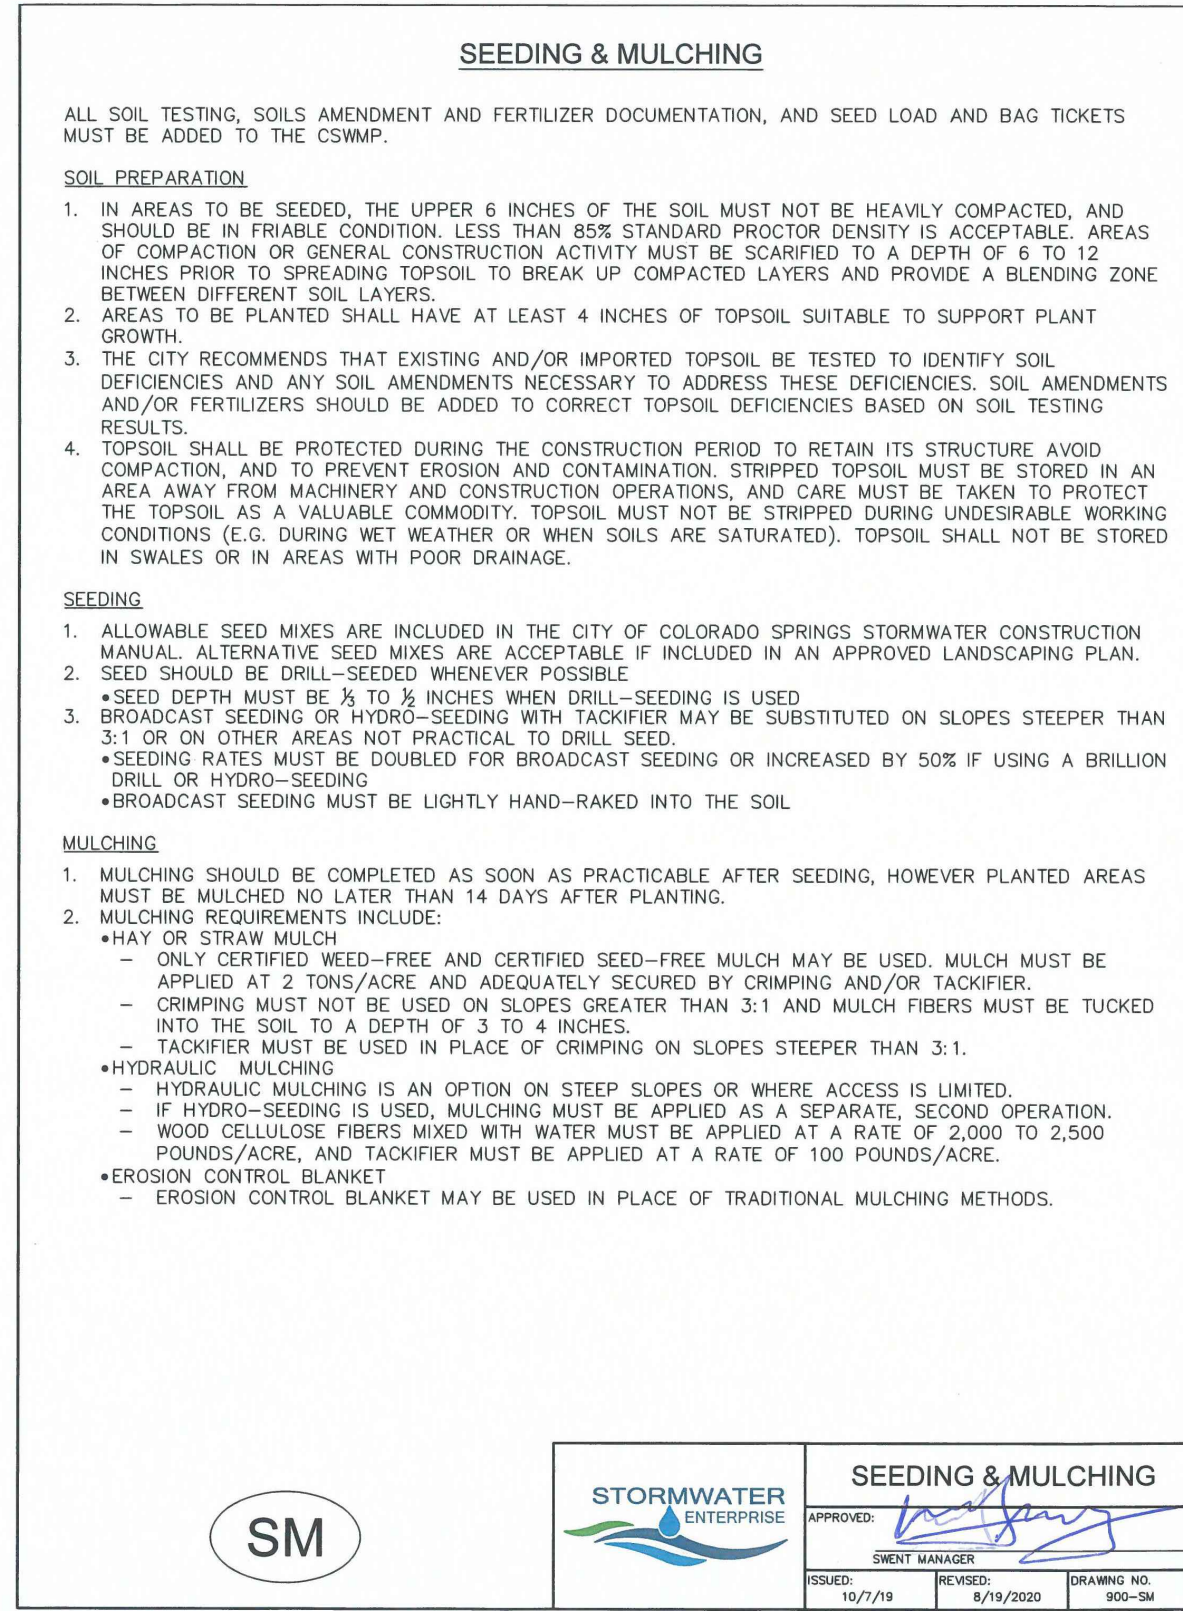 SEEDING & MULCHING
ALL SOIL TESTING, SOILS AMENDMENT AND FERTILIZER DOCUMENTATION, AND SEED LOAD AND BAG TICKETS
MUST BE ADDED TO THE CSWMP.
SOIL PREPARATION
1. IN AREAS TO BE SEEDED, THE UPPER 6 INCHES OF THE SOIL MUST NOT BE HEAVILY COMPACTED, AND
SHOULD BE IN FRIABLE CONDITION. LESS THAN 85% STANDARD PROCTOR DENSITY IS ACCEPTABLE. AREAS
OF COMPACTION OR GENERAL CONSTRUCTION ACTIVITY MUST BE SCARIFIED TO A DEPTH OF 6 TO 12
INCHES PRIOR TO SPREADING TOPSOIL TO BREAK UP COMPACTED LAYERS AND PROVIDE A BLENDING ZONE
BETWEEN DIFFERENT SOIL LAYERS.
2. AREAS TO BE PLANTED SHALL HAVE AT LEAST 4 INCHES OF TOPSOIL SUITABLE TO SUPPORT PLANT
GROWTH.
3. THE CITY RECOMMENDS THAT EXISTING AND/OR IMPORTED TOPSOIL BE TESTED TO IDENTIFY SOIL
DEFICIENCIES AND ANY SOIL AMENDMENTS NECESSARY TO ADDRESS THESE DEFICIENCIES. SOIL AMENDMENTS
AND/OR FERTILIZERS SHOULD BE ADDED TO CORRECT TOPSOIL DEFICIENCIES BASED ON SOIL TESTING
RESULTS.
4. TOPSOIL SHALL BE PROTECTED DURING THE CONSTRUCTION PERIOD TO RETAIN ITS STRUCTURE AVOID
COMPACTION, AND TO PREVENT EROSION AND CONTAMINATION. STRIPPED TOPSOIL MUST BE STORED IN AN
AREA AWAY FROM MACHINERY AND CONSTRUCTION OPERATIONS, AND CARE MUST BE TAKEN TO PROTECT
THE TOPSOIL AS A VALUABLE COMMODITY. TOPSOIL MUST NOT BE STRIPPED DURING UNDESIRABLE WORKING
CONDITIONS (E.G. DURING WET WEATHER OR WHEN SOILS ARE SATURATED). TOPSOIL SHALL NOT BE STORED
IN SWALES OR IN AREAS WITH POOR DRAINAGE.
SEEDING
1. ALLOWABLE SEED MIXES ARE INCLUDED IN THE CITY OF COLORADO SPRINGS STORMWATER CONSTRUCTION
MANUAL. ALTERNATIVE SEED MIXES ARE ACCEPTABLE IF INCLUDED IN AN APPROVED LANDSCAPING PLAN.
2. SEED SHOULD BE DRILL-SEEDED WHENEVER POSSIBLE
•SEED DEPTH MUST BE ⅓ TO ½ INCHES WHEN DRILL-SEEDING IS USED
3. BROADCAST SEEDING OR HYDRO-SEEDING WITH TACKIFIER MAY BE SUBSTITUTED ON SLOPES STEEPER THAN
3:1 OR ON OTHER AREAS NOT PRACTICAL TO DRILL SEED.
•SEEDING RATES MUST BE DOUBLED FOR BROADCAST SEEDING OR INCREASED BY 50% IF USING A BRILLION
DRILL OR HYDRO-SEEDING
•BROADCAST SEEDING MUST BE LIGHTLY HAND-RAKED INTO THE SOIL
MULCHING
1. MULCHING SHOULD BE COMPLETED AS SOON AS PRACTICABLE AFTER SEEDING, HOWEVER PLANTED AREAS
MUST BE MULCHED NO LATER THAN 14 DAYS AFTER PLANTING.
2. MULCHING REQUIREMENTS INCLUDE:
•HAY OR STRAW MULCH
– ONLY CERTIFIED WEED-FREE AND CERTIFIED SEED-FREE MULCH MAY BE USED. MULCH MUST BE
APPLIED AT 2 TONS/ACRE AND ADEQUATELY SECURED BY CRIMPING AND/OR TACKIFIER.
– CRIMPING MUST NOT BE USED ON SLOPES GREATER THAN 3:1 AND MULCH FIBERS MUST BE TUCKED
INTO THE SOIL TO A DEPTH OF 3 TO 4 INCHES.
– TACKIFIER MUST BE USED IN PLACE OF CRIMPING ON SLOPES STEEPER THAN 3:1.
•HYDRAULIC MULCHING
– HYDRAULIC MULCHING IS AN OPTION ON STEEP SLOPES OR WHERE ACCESS IS LIMITED.
– IF HYDRO-SEEDING IS USED, MULCHING MUST BE APPLIED AS A SEPARATE, SECOND OPERATION.
– WOOD CELLULOSE FIBERS MIXED WITH WATER MUST BE APPLIED AT A RATE OF 2,000 TO 2,500
POUNDS/ACRE, AND TACKIFIER MUST BE APPLIED AT A RATE OF 100 POUNDS/ACRE.
•EROSION CONTROL BLANKET
– EROSION CONTROL BLANKET MAY BE USED IN PLACE OF TRADITIONAL MULCHING METHODS.
SM
STORMWATER
ENTERPRISE
SEEDING & MULCHING
APPROVED:
SWENT MANAGER
ISSUED:
10/7/19
REVISED:
8/19/2020
DRAWING NO.
900-SM